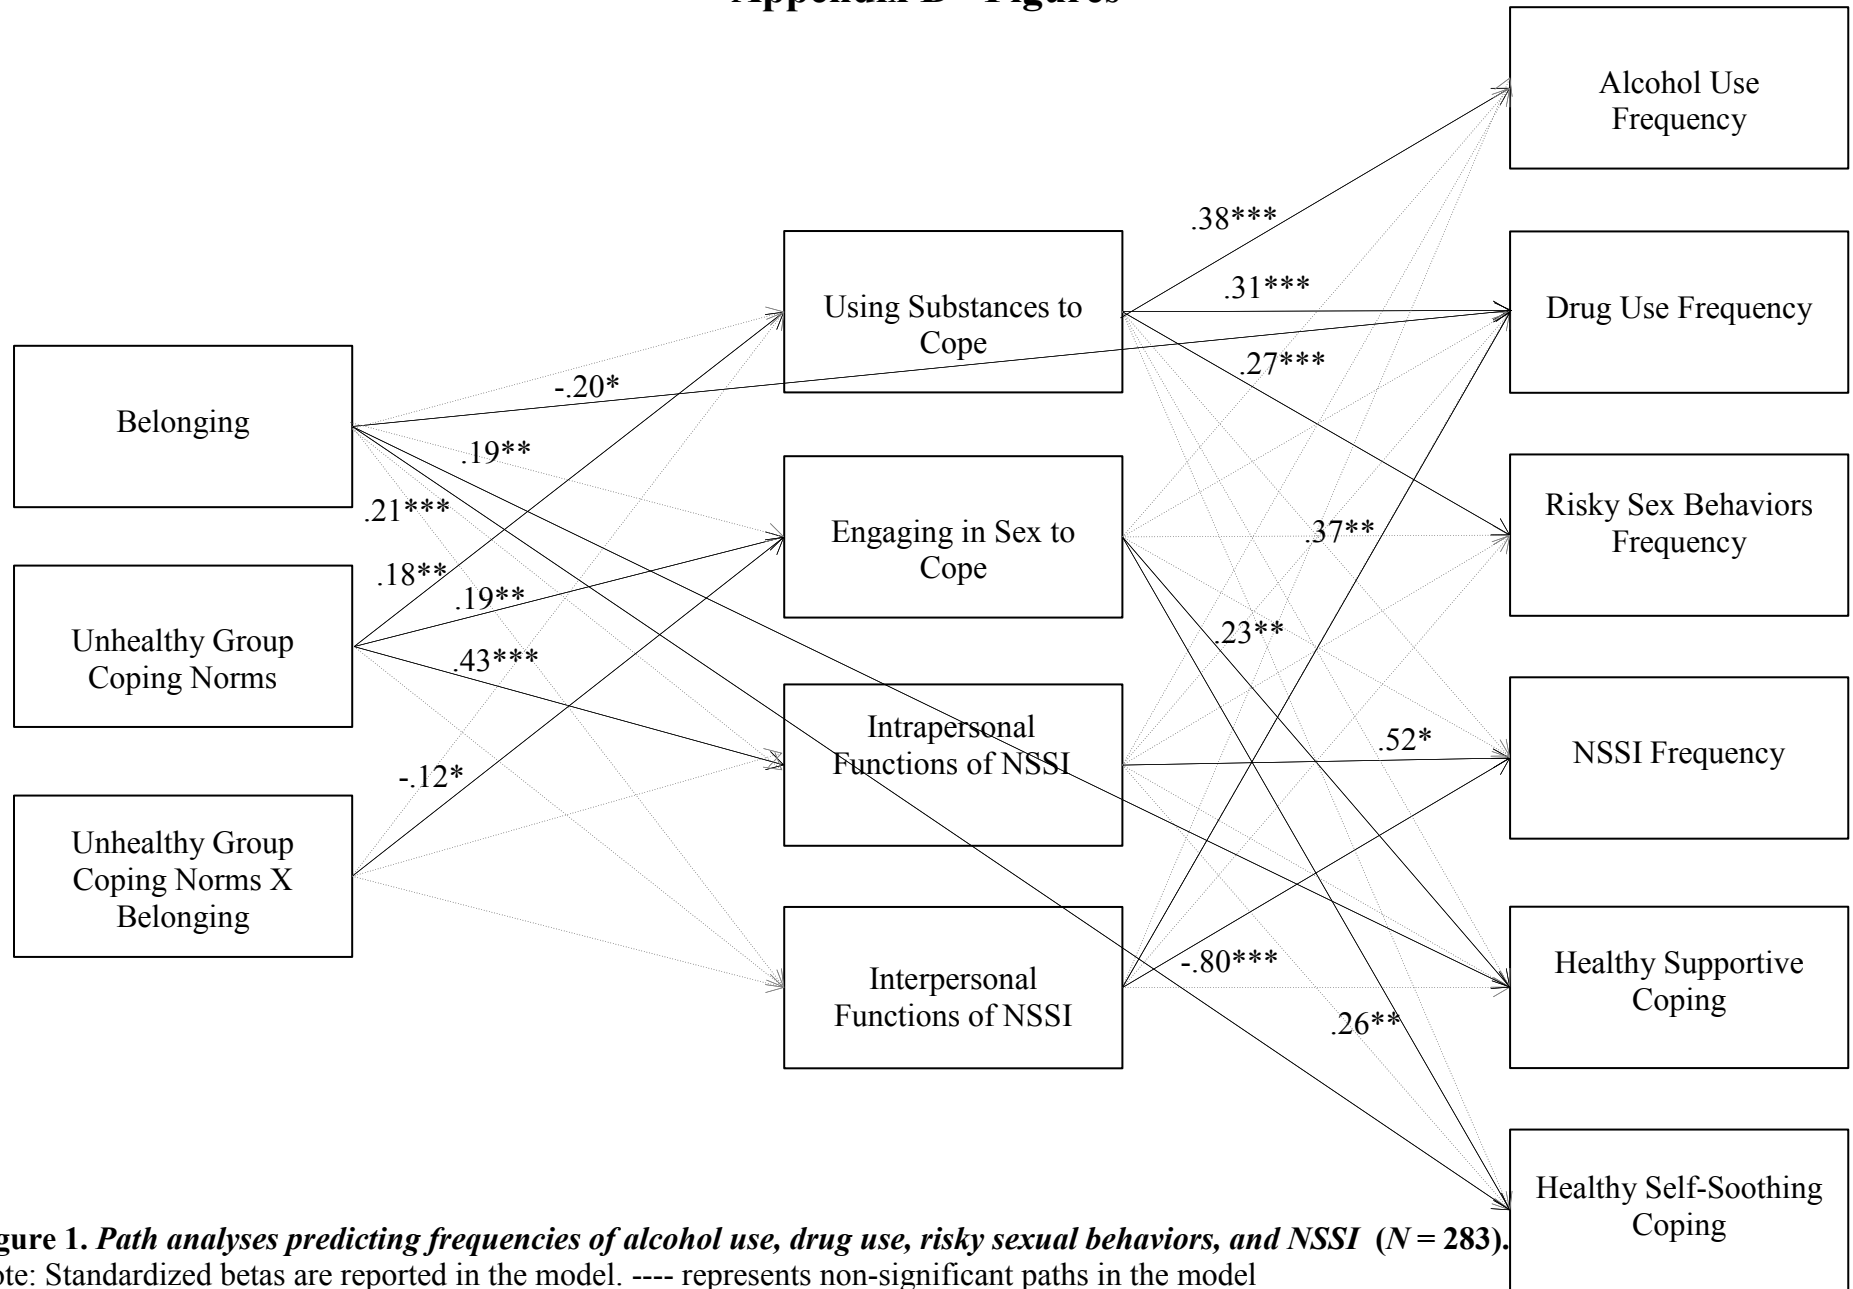 Appendix B - Figures
Alcohol Use
Frequency
.38***
Using Substances to
Cope
.31***
Drug Use Frequency
.27***
Belonging
-.20*
.19**
.21***
Engaging in Sex to
Cope
.37**
Risky Sex Behaviors
Frequency
.18**
.19**
Unhealthy Group
Coping Norms
.43***
.23**
Intrapersonal
Functions of NSSI
.52*
NSSI Frequency
-.12*
Unhealthy Group
Coping Norms X
Belonging
Interpersonal
Functions of NSSI
-.80***
.26**
Healthy Supportive
Coping
Healthy Self-Soothing
Coping
gure 1. Path analyses predicting frequencies of alcohol use, drug use, risky sexual behaviors, and NSSI (N = 283).
ote: Standardized betas are reported in the model. ---- represents non-significant paths in the model